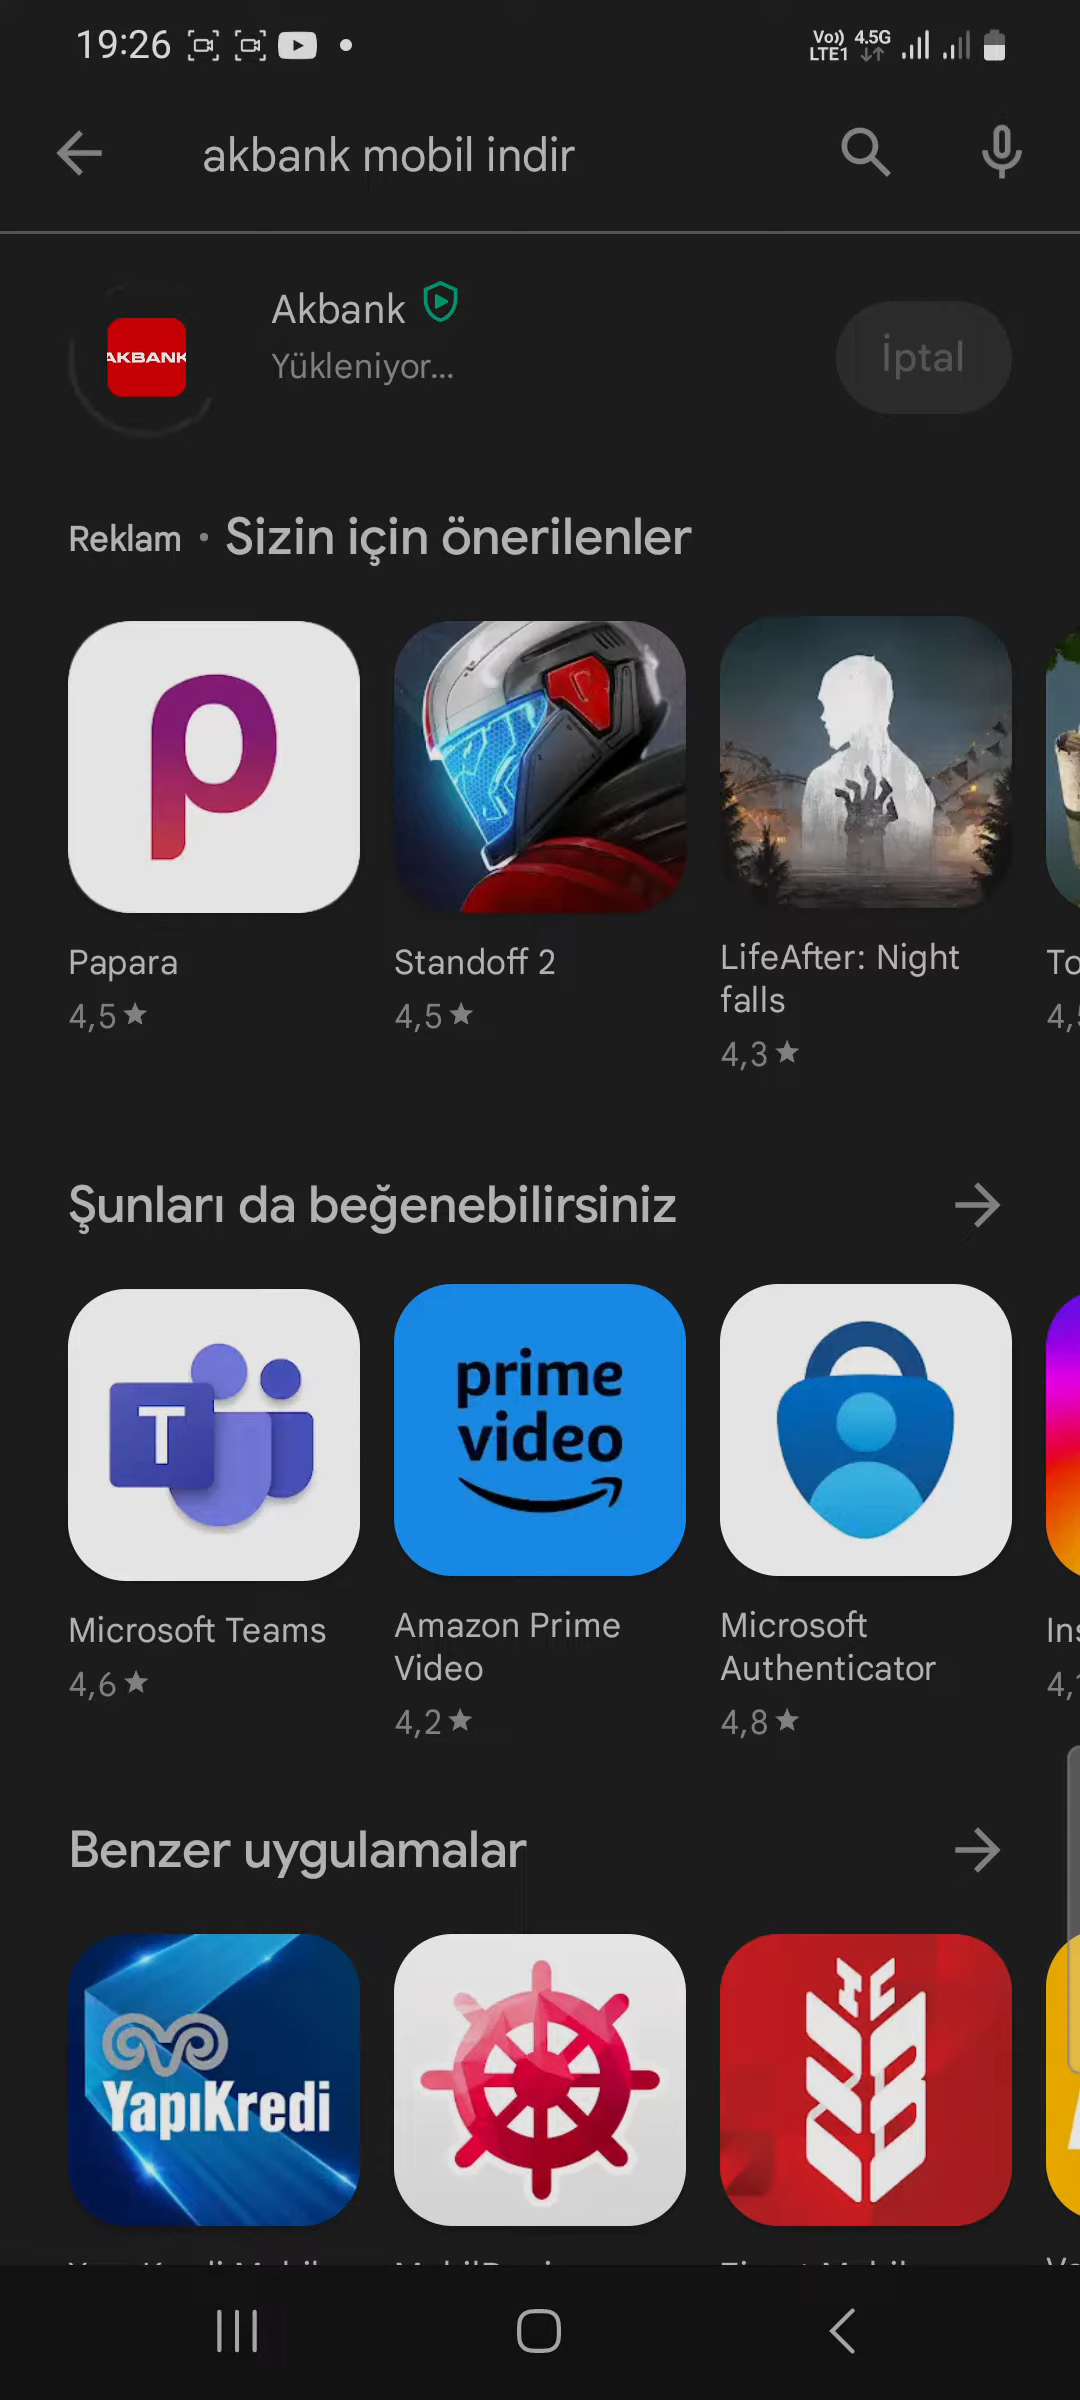 19:26
Vo)) LTE1 4.5G
akbank mobil indir
AKBANK
Akbank
Yükleniyor...
İptal
Reklam • Sizin için önerilenler
Papara
4,5★
Standoff 2
4,5★
LifeAfter: Night
falls
4,3★
Şunları da beğenebilirsiniz
T
prime
video
Microsoft Teams
4,6★
Amazon Prime
Video
4,2★
Microsoft
Authenticator
4,8★
Benzer uygulamalar
YapıKredi